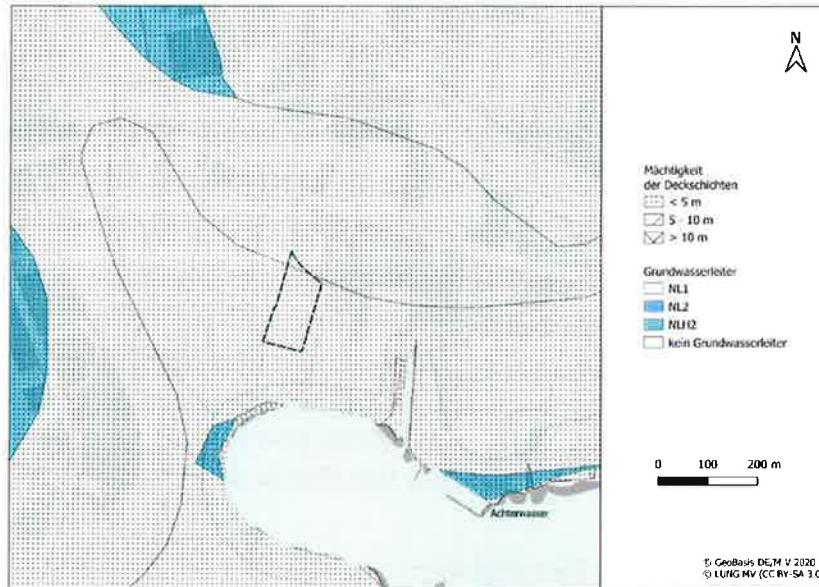 N
Mächtigkeit
der Deckschichten
< 5 m
5 - 10 m
> 10 m
Grundwasserleiter
NL1
NL2
NLH2
kein Grundwasserleiter
0 100 200 m
Achterwasser
© GeoBasis DE/M V 2020
© LUNG MV (CC BY-SA 3.0